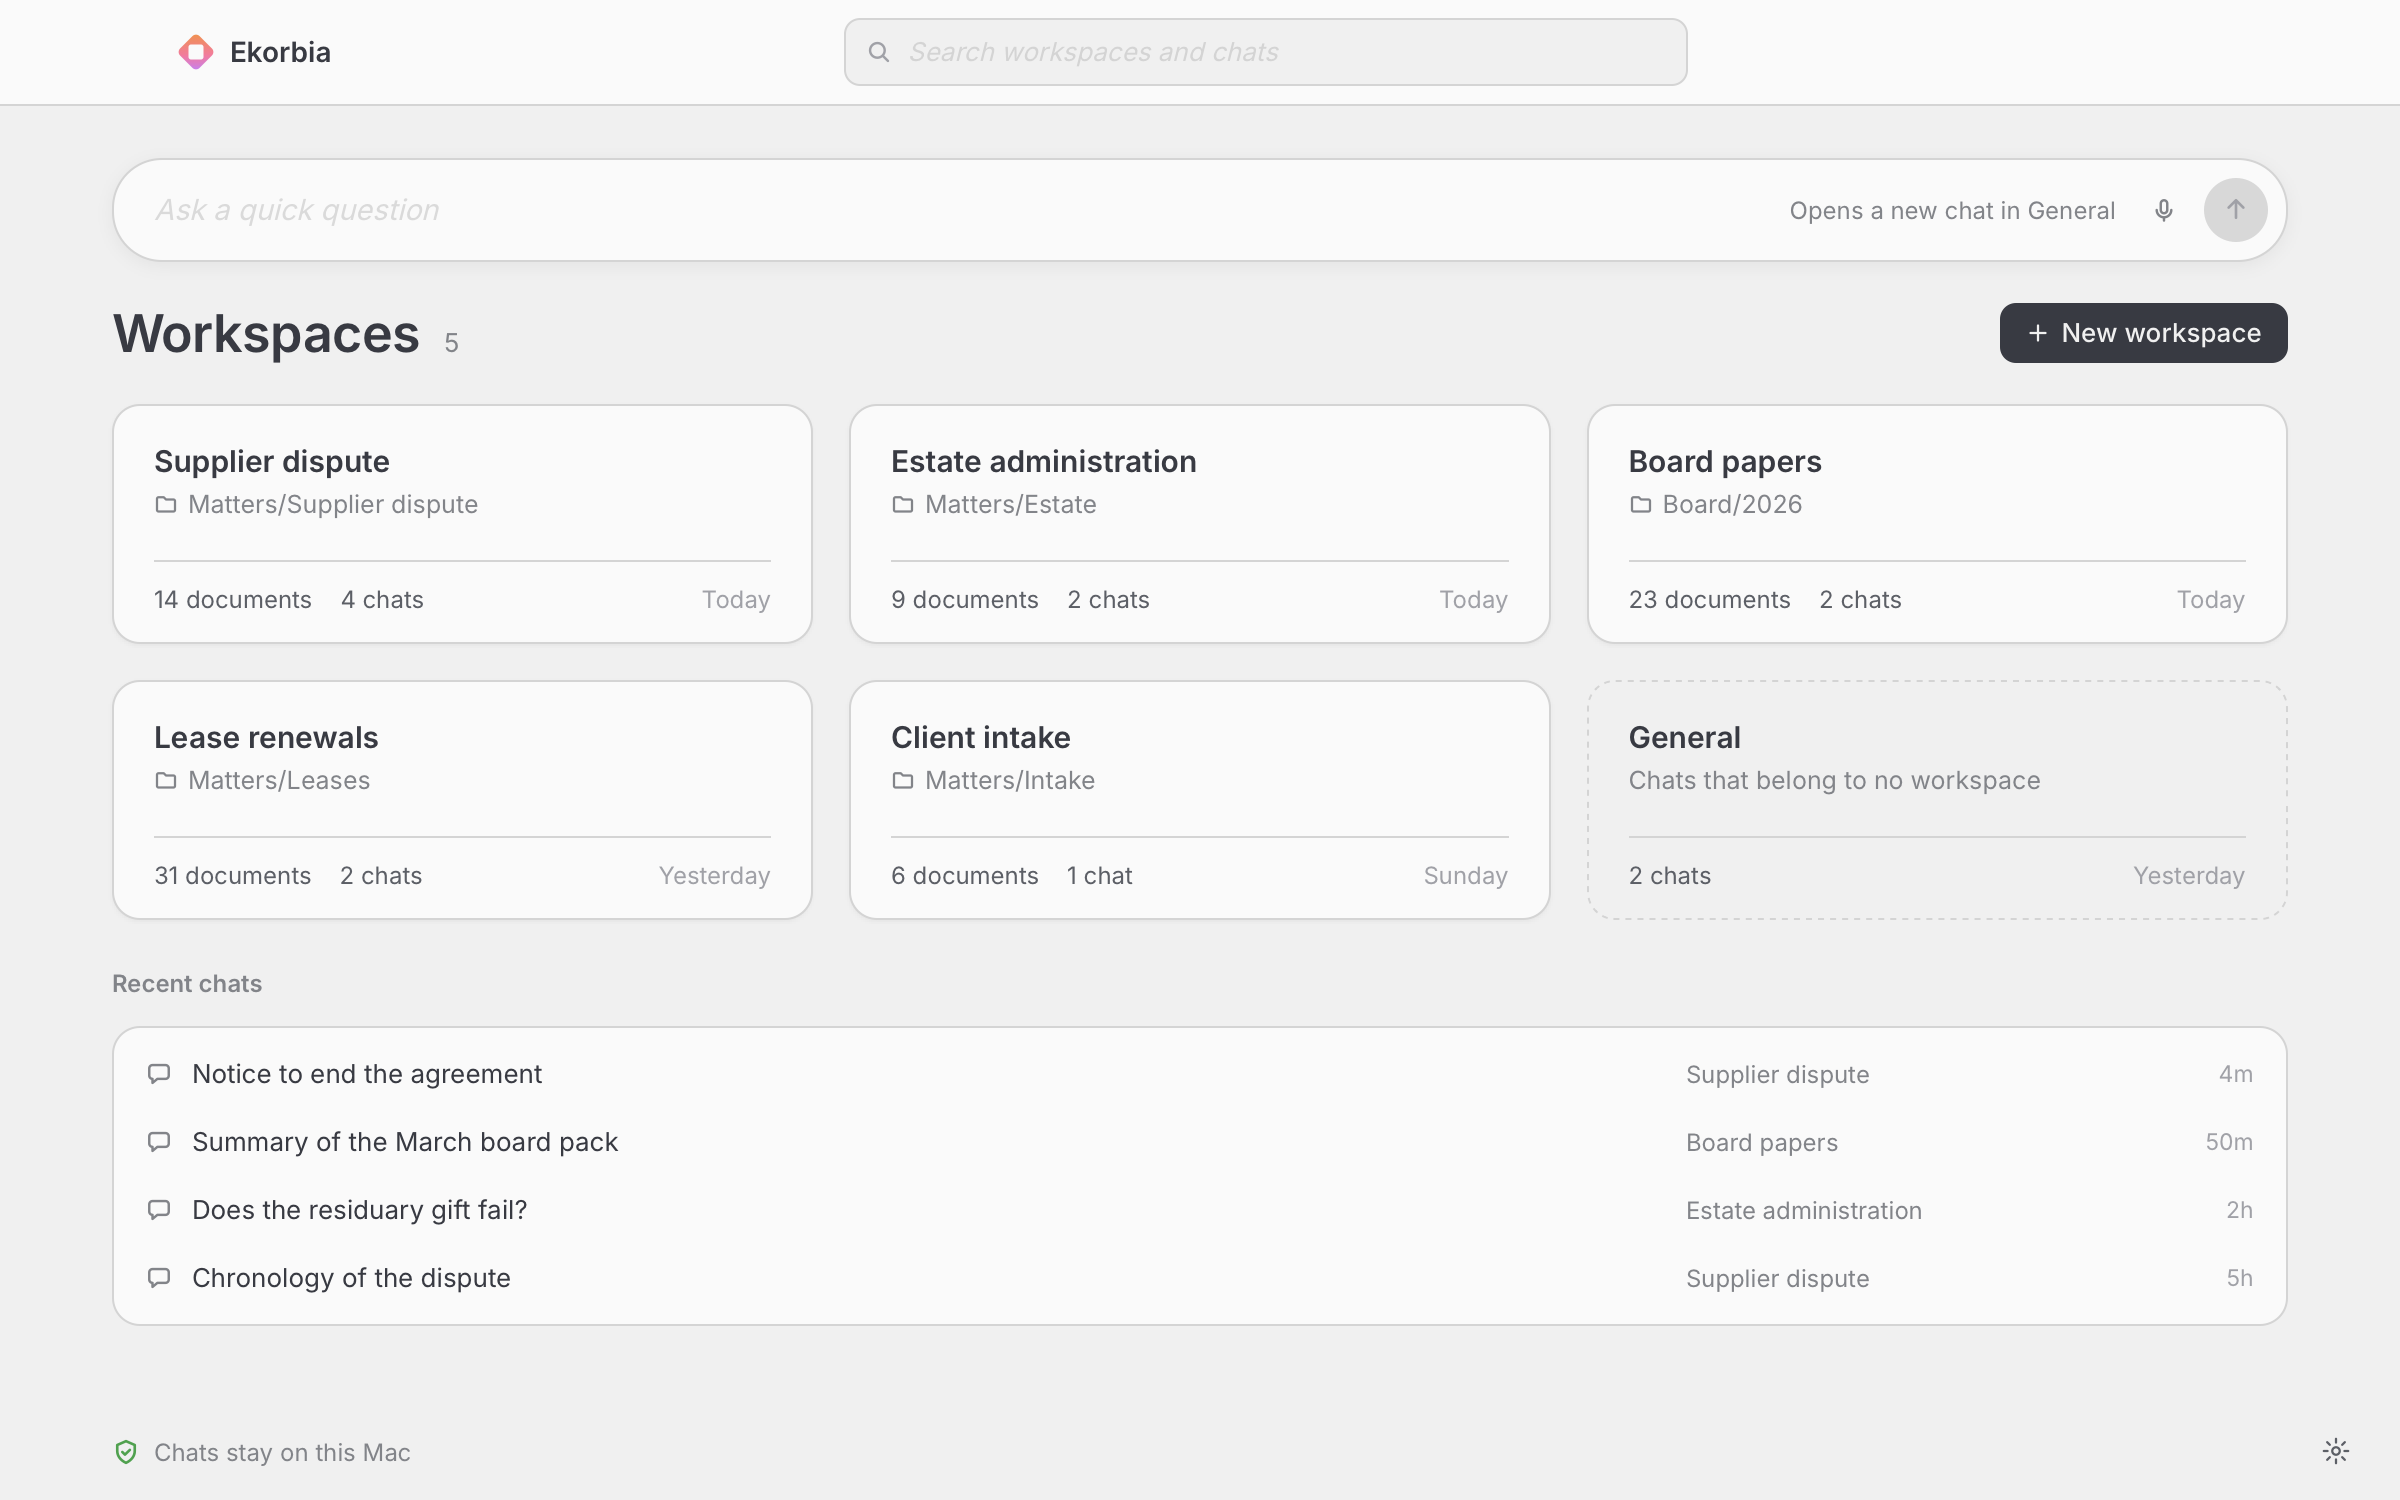 Ekorbia
Search workspaces and chats
Ask a quick question
Opens a new chat in General
Workspaces 5
New workspace
Supplier dispute
Matters/Supplier dispute
14 documents 4 chats Today
Estate administration
Matters/Estate
9 documents 2 chats Today
Board papers
Board/2026
23 documents 2 chats Today
Lease renewals
Matters/Leases
31 documents 2 chats Yesterday
Client intake
Matters/Intake
6 documents 1 chat Sunday
General
Chats that belong to no workspace
2 chats Yesterday
Recent chats
Notice to end the agreement Supplier dispute 4m
Summary of the March board pack Board papers 50m
Does the residuary gift fail? Estate administration 2h
Chronology of the dispute Supplier dispute 5h
Chats stay on this Mac